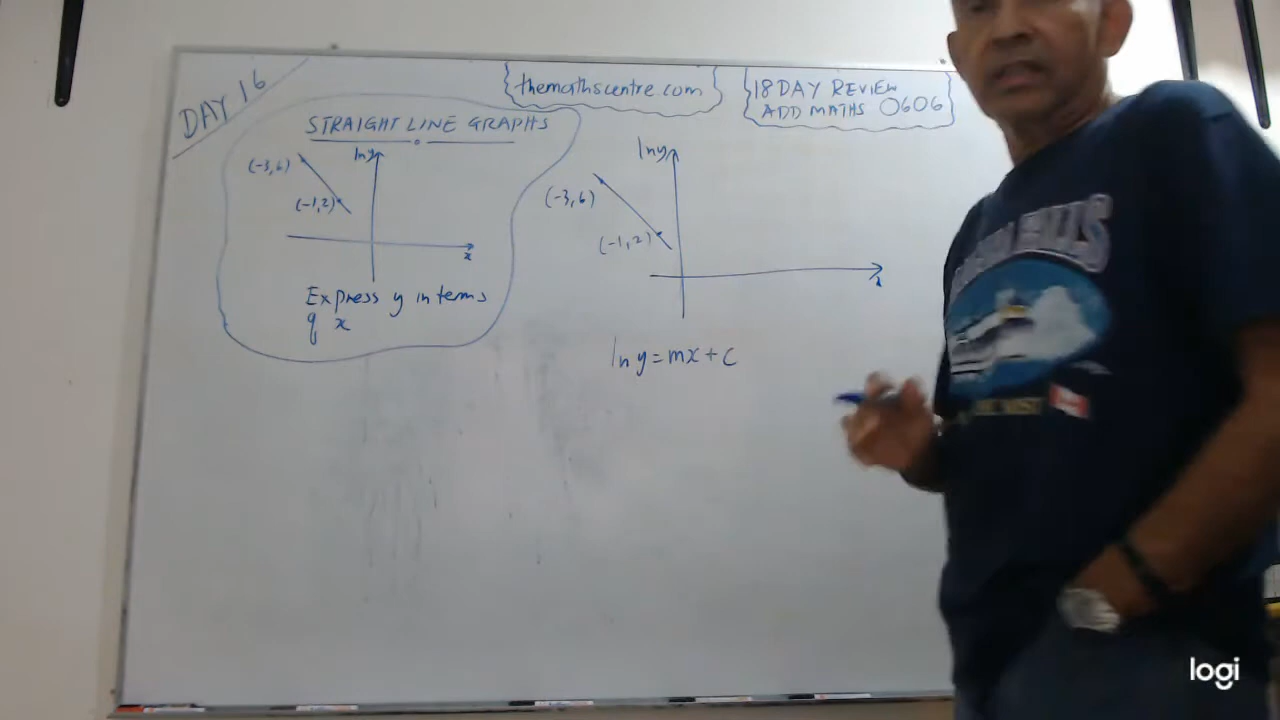 DAY 16
themathscentre.com
18 DAY REVIEW
ADD MATHS 0606
STRAIGHT LINE GRAPHS
ln y
(-3,6)
(-1,2)
x
Express y in terms
of x
ln y
(-3,6)
(-1,2)
x
ln y = mx + c
logi